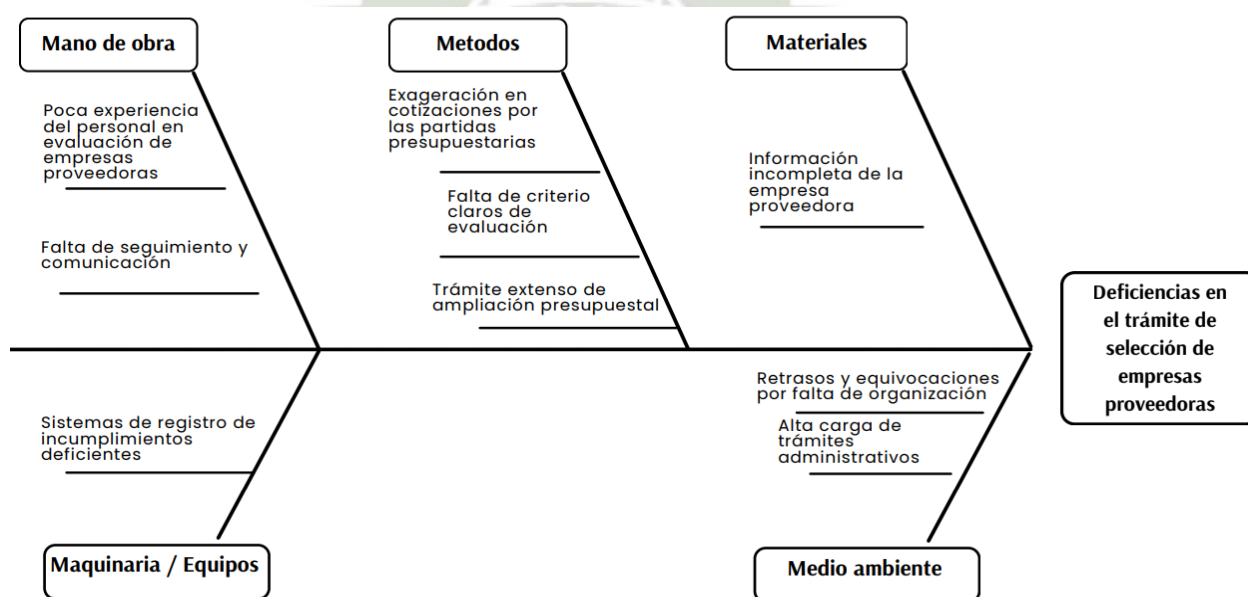 Mano de obra
Metodos
Materiales
Poca experiencia
del personal en
evaluación de
empresas
proveedoras
Falta de seguimiento y
comunicación
Exageración en
cotizaciones por
las partidas
presupuestarias
Falta de criterio
claros de
evaluación
Trámite extenso de
ampliación presupuestal
Información
incompleta de la
empresa
proveedora
Deficiencias en
el trámite de
selección de
empresas
proveedoras
Sistemas de registro de
incumplimientos
deficientes
Retrasos y equivocaciones
por falta de organización
Alta carga de
trámites
administrativos
Maquinaria / Equipos
Medio ambiente